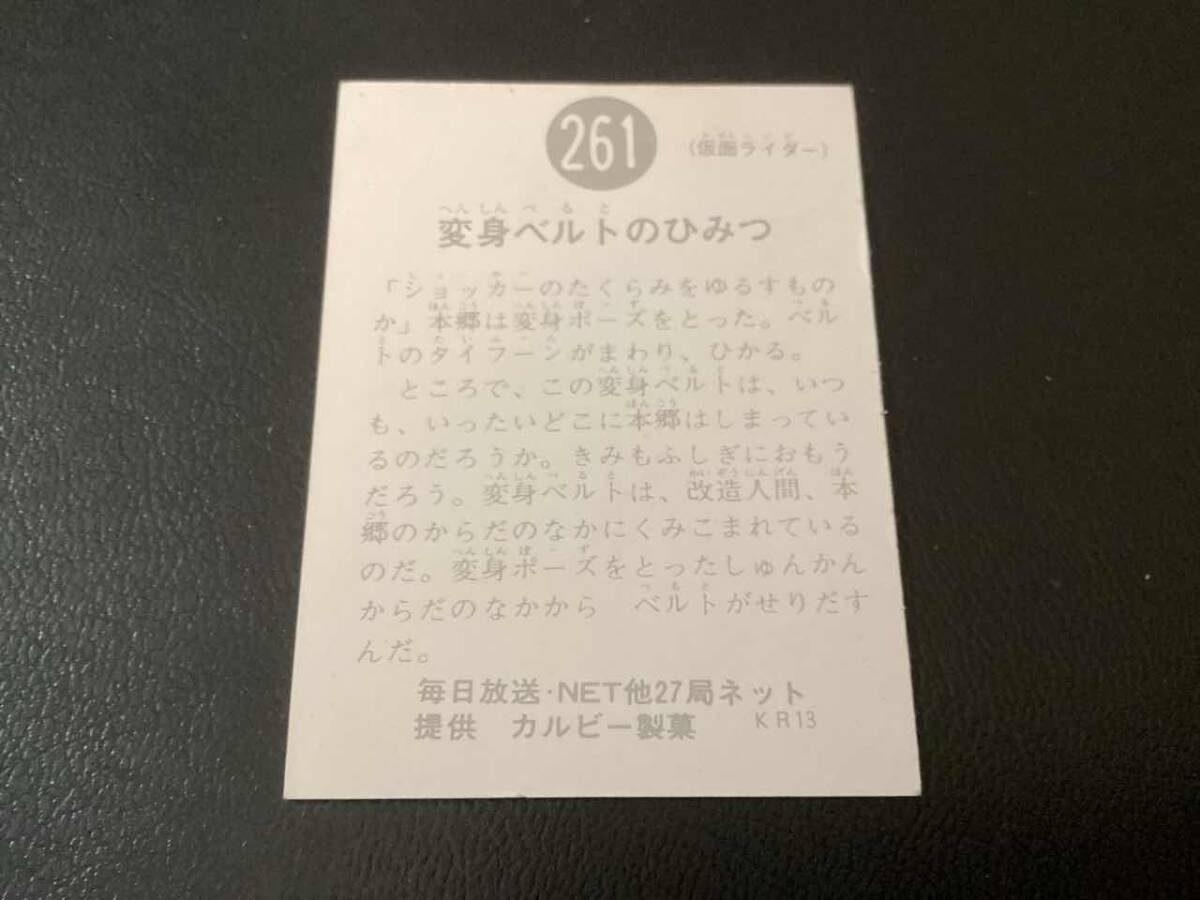 261
(仮面ライダー)
変身ベルトのひみつ
「ショッカーのたくらみをゆるすもの
か」本郷は変身ポーズをとった。ベル
トのタイフーンがまわり、ひかる。
ところで、この変身ベルトは、いつ
も、いったいどこに本郷はしまってい
るのだろうか。きみもふしぎにおもう
だろう。変身ベルトは、改造人間、本
郷のからだのなかにくみこまれている
のだ。変身ポーズをとったしゅんかん
からだのなかから　ベルトがせりだす
んだ。
毎日放送·NET他27局ネット
提供　カルビー製菓　KR13